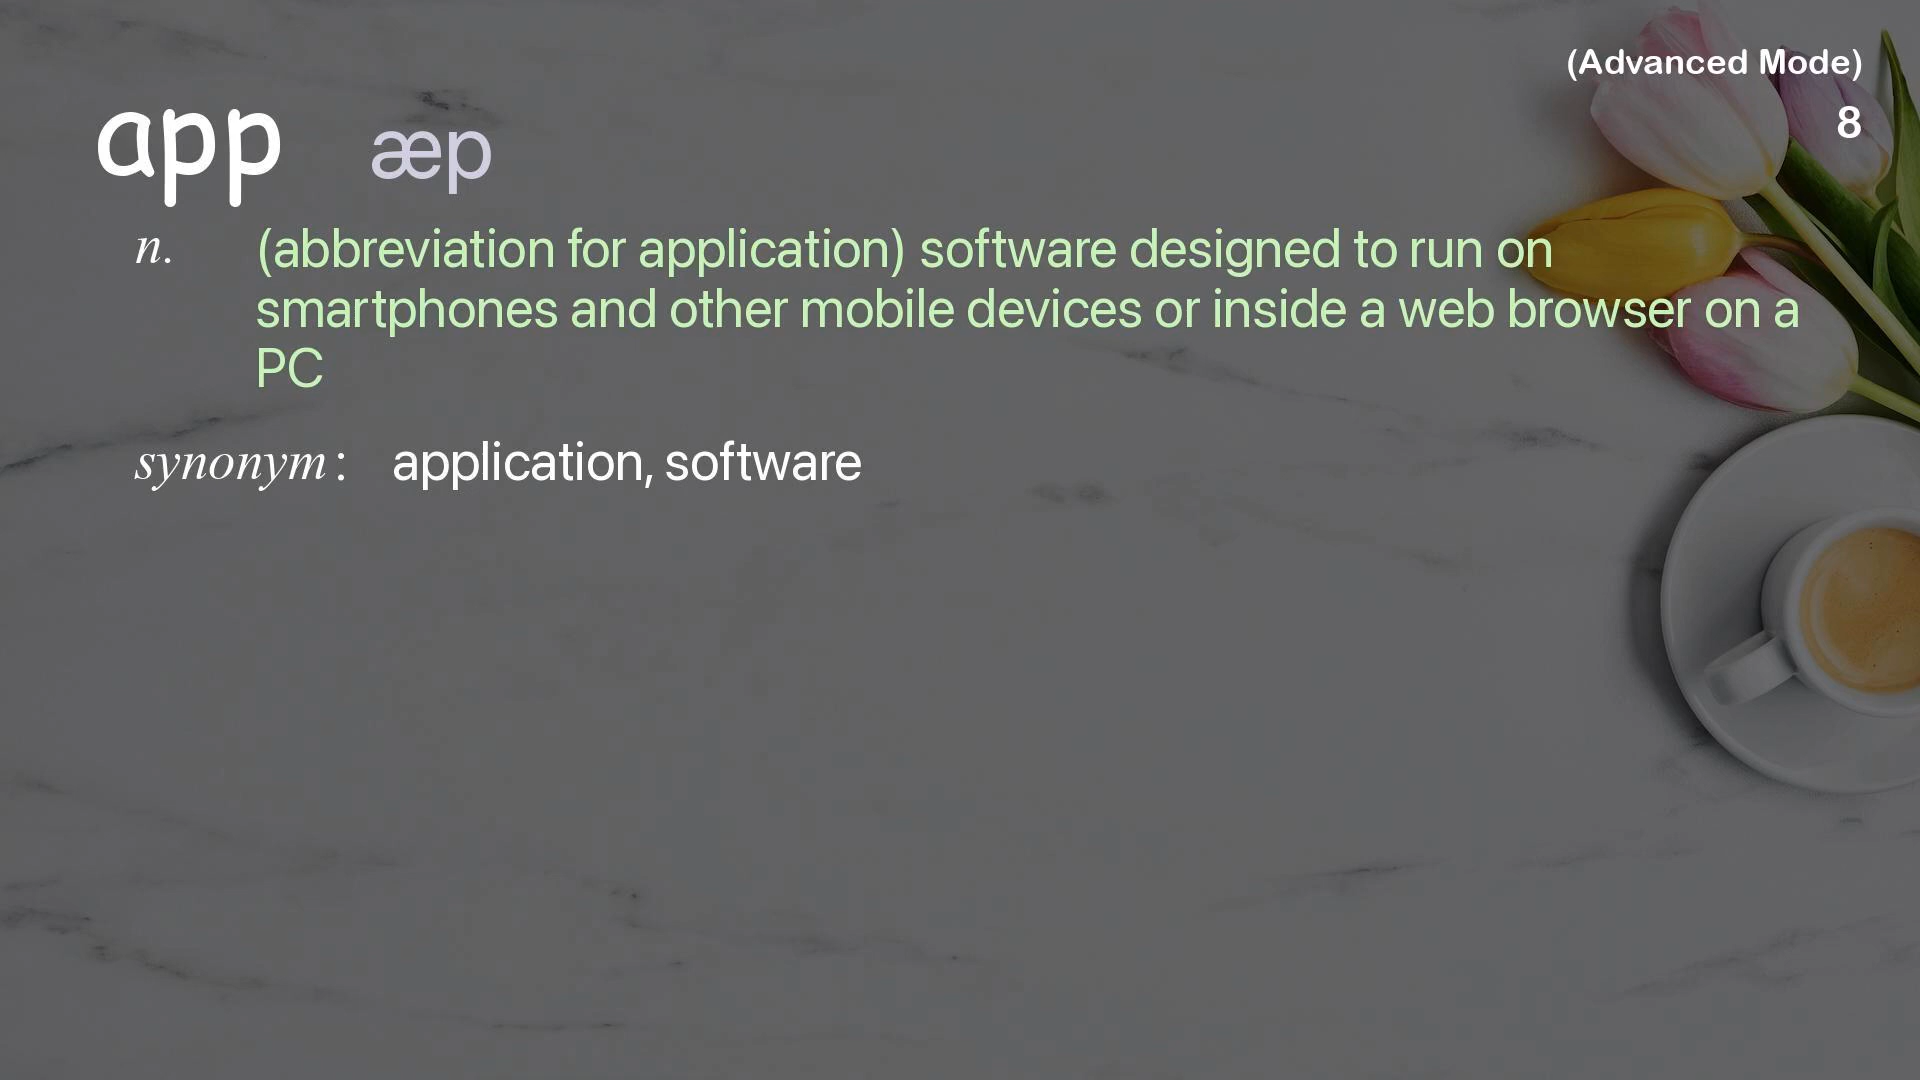 (Advanced Mode)
app æp
8
n. (abbreviation for application) software designed to run on
smartphones and other mobile devices or inside a web browser on a
PC
synonym: application, software